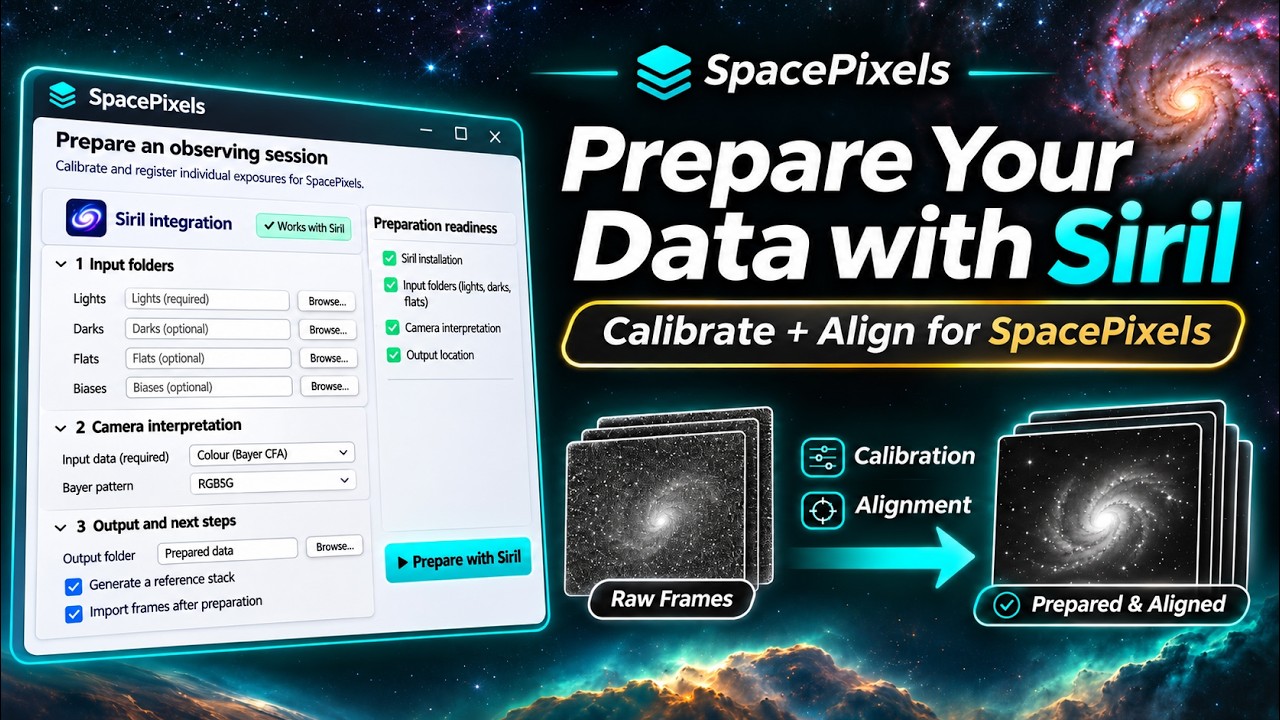 SpacePixels
Prepare an observing session
Calibrate and register individual exposures for SpacePixels.
Siril integration
✓ Works with Siril
1 Input folders
Lights
Lights (required)
Browse...
Darks
Darks (optional)
Browse...
Flats
Flats (optional)
Browse...
Biases
Biases (optional)
Browse...
2 Camera interpretation
Input data (required)
Colour (Bayer CFA)
Bayer pattern
RGB5G
3 Output and next steps
Output folder
Prepared data
Browse...
Generate a reference stack
Import frames after preparation
Preparation readiness
Siril installation
Input folders (lights, darks,
flats)
Camera interpretation
Output location
Prepare with Siril
SpacePixels
Prepare Your
Data with Siril
Calibrate + Align for SpacePixels
Raw Frames
Calibration
Alignment
Prepared & Aligned